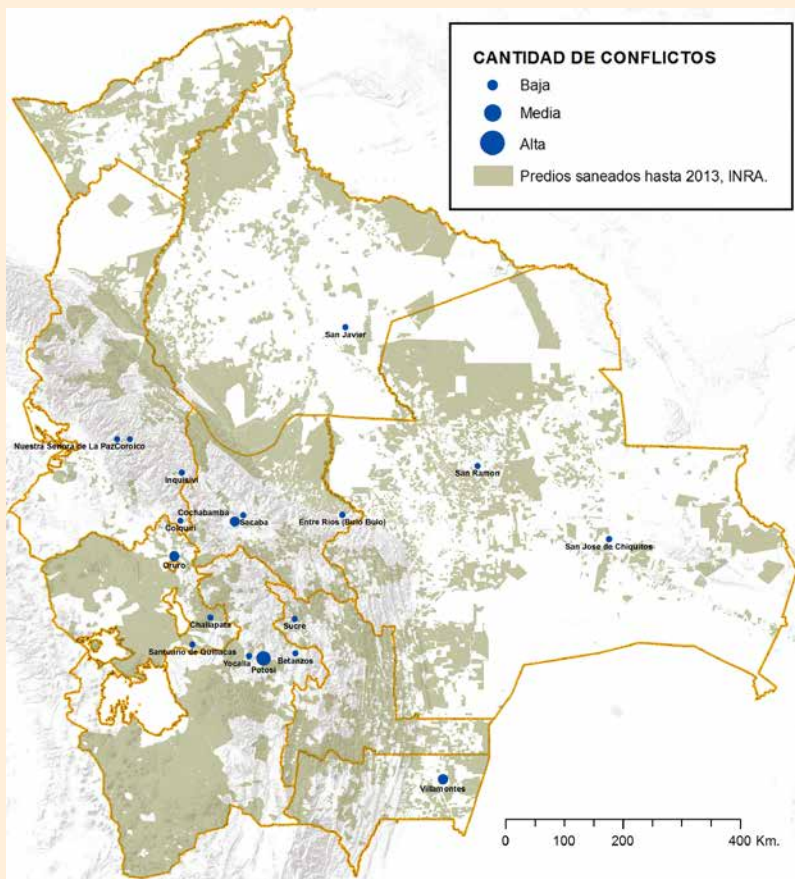 CANTIDAD DE CONFLICTOS
Baja
Media
Alta
Predios saneados hasta 2013, INRA.
San Javier
Nuestra Senora de La Paz
Coroico
San Ramon
Inquisivi
Cochabamba
Sacaba
Entre Rios (Bulo Bulo)
Colquiri
San Jose de Chiquitos
Oruro
Challapata
Sucre
Santuario de Quillacas
Yocalla
Betanzos
Potosi
Villamontes
0 100 200 400 Km.